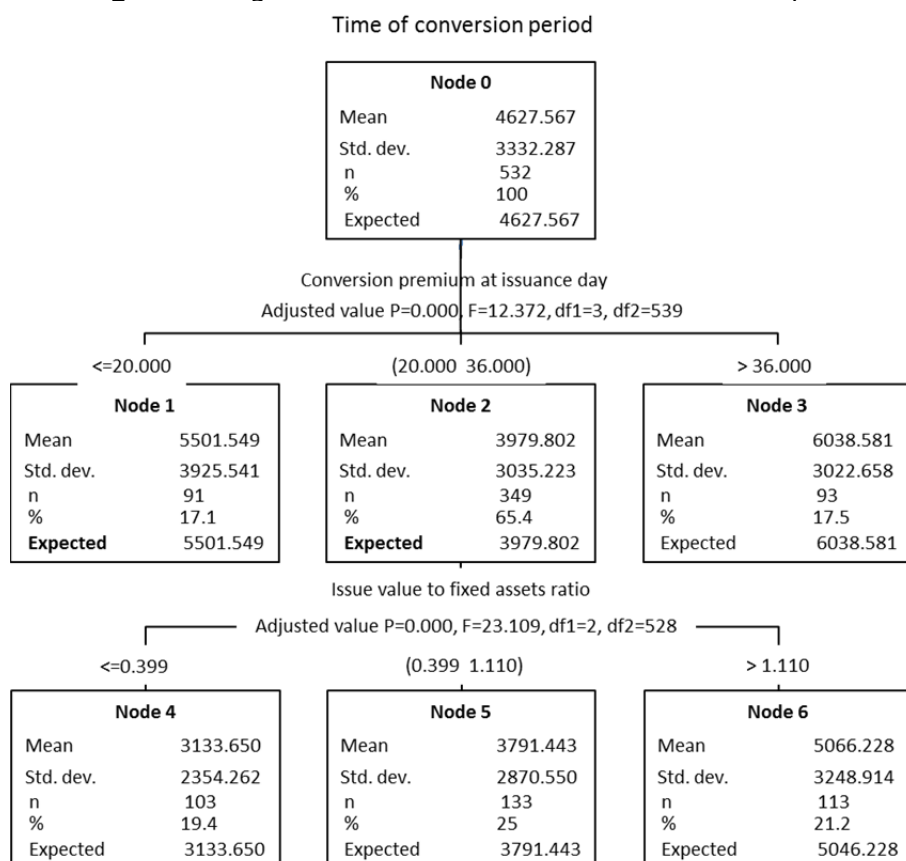 Time of conversion period
Node 0
Mean 4627.567
Std. dev. 3332.287
n 532
% 100
Expected 4627.567
Conversion premium at issuance day
Adjusted value P=0.000, F=12.372, df1=3, df2=539
<=20.000 (20.000 36.000) > 36.000
Node 1 Node 2 Node 3
Mean 5501.549 Mean 3979.802 Mean 6038.581
Std. dev. 3925.541 Std. dev. 3035.223 Std. dev. 3022.658
n 91 n 349 n 93
% 17.1 % 65.4 % 17.5
Expected 5501.549 Expected 3979.802 Expected 6038.581
Issue value to fixed assets ratio
Adjusted value P=0.000, F=23.109, df1=2, df2=528
<=0.399 (0.399 1.110) > 1.110
Node 4 Node 5 Node 6
Mean 3133.650 Mean 3791.443 Mean 5066.228
Std. dev. 2354.262 Std. dev. 2870.550 Std. dev. 3248.914
n 103 n 133 n 113
% 19.4 % 25 % 21.2
Expected 3133.650 Expected 3791.443 Expected 5046.228